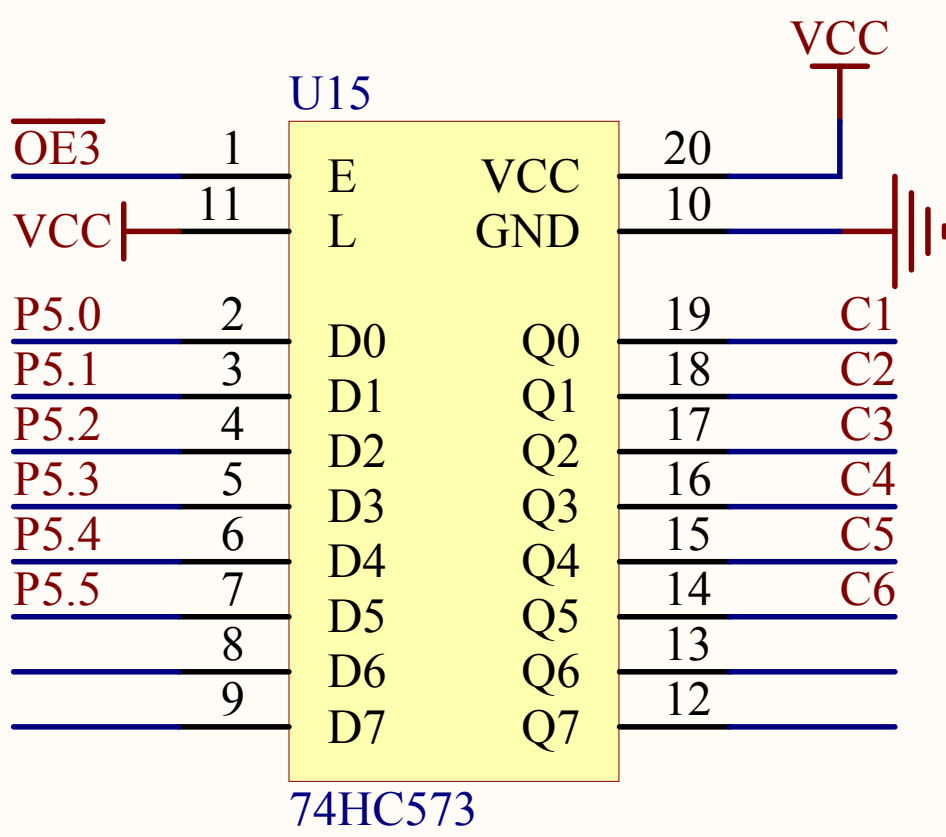 VCC
U15
OE3 1 E VCC 20
VCC 11 L GND 10
P5.0 2 D0 Q0 19 C1
P5.1 3 D1 Q1 18 C2
P5.2 4 D2 Q2 17 C3
P5.3 5 D3 Q3 16 C4
P5.4 6 D4 Q4 15 C5
P5.5 7 D5 Q5 14 C6
8 D6 Q6 13
9 D7 Q7 12
74HC573